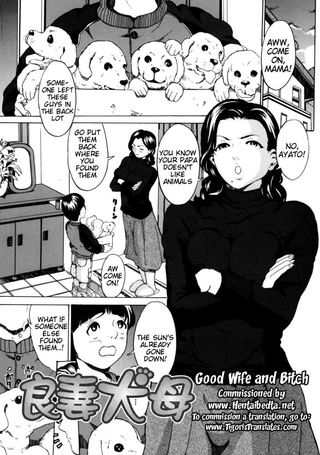 AWW,
COME ON,
MAMA!
SOME-
ONE LEFT
THESE
GUYS IN
THE BACK
LOT
NO,
AYATO!
GO PUT
THEM
BACK
WHERE
YOU
FOUND
THEM
YOU KNOW
YOUR PAPA
DOESN'T
LIKE
ANIMALS
AW
COME
ON!
WHAT IF
SOMEONE
ELSE
FOUND
THEM...!
THE SUN'S
ALREADY
GONE
DOWN!
良妻犬母
Good Wife and Bitch
Commissioned by
www.Hentaibedta.net
To commission a translation, go to:
www.TigorisTranslates.com